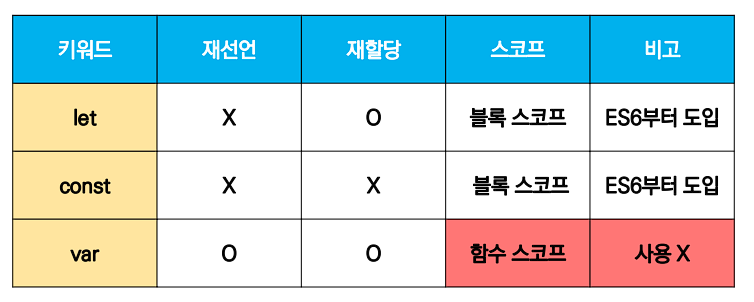 키워드 재선언 재할당 스코프 비고
let X O 블록 스코프 ES6부터 도입
const X X 블록 스코프 ES6부터 도입
var O O 함수 스코프 사용 X